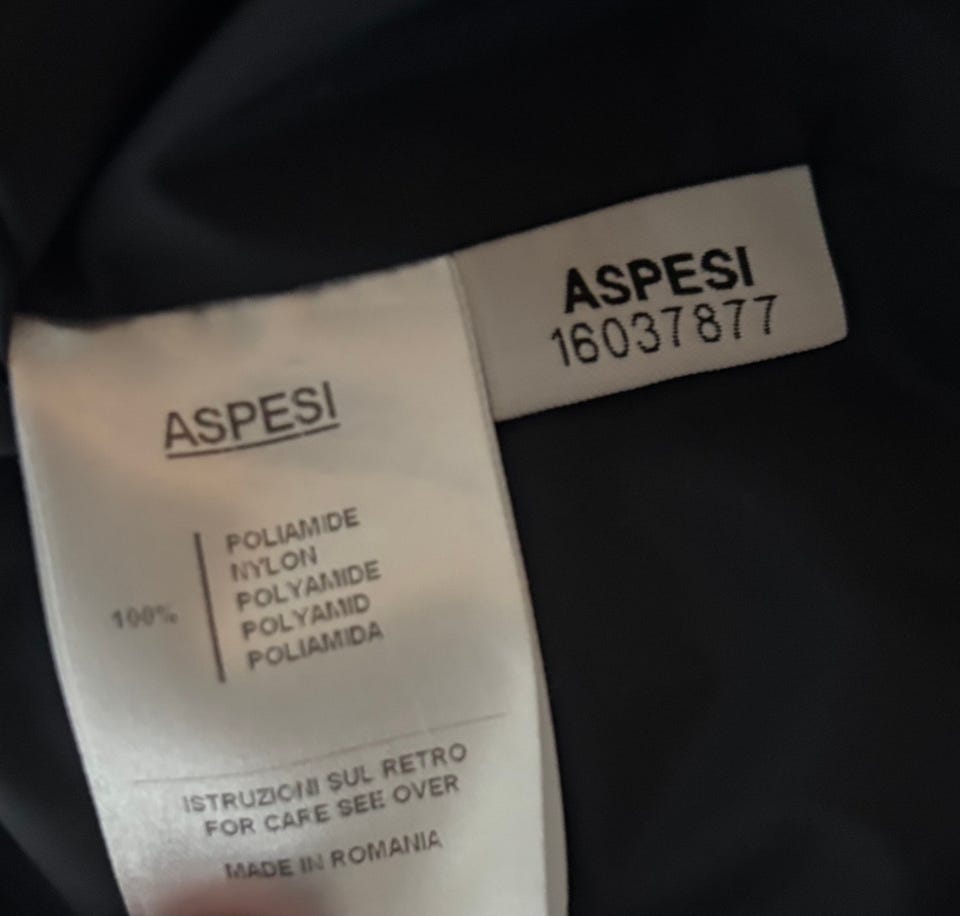 ASPESI
16037877
ASPESI
100%
POLIAMIDE
NYLON
POLYAMIDE
POLYAMID
POLIAMIDA
ISTRUZIONI SUL RETRO
FOR CARE SEE OVER
MADE IN ROMANIA